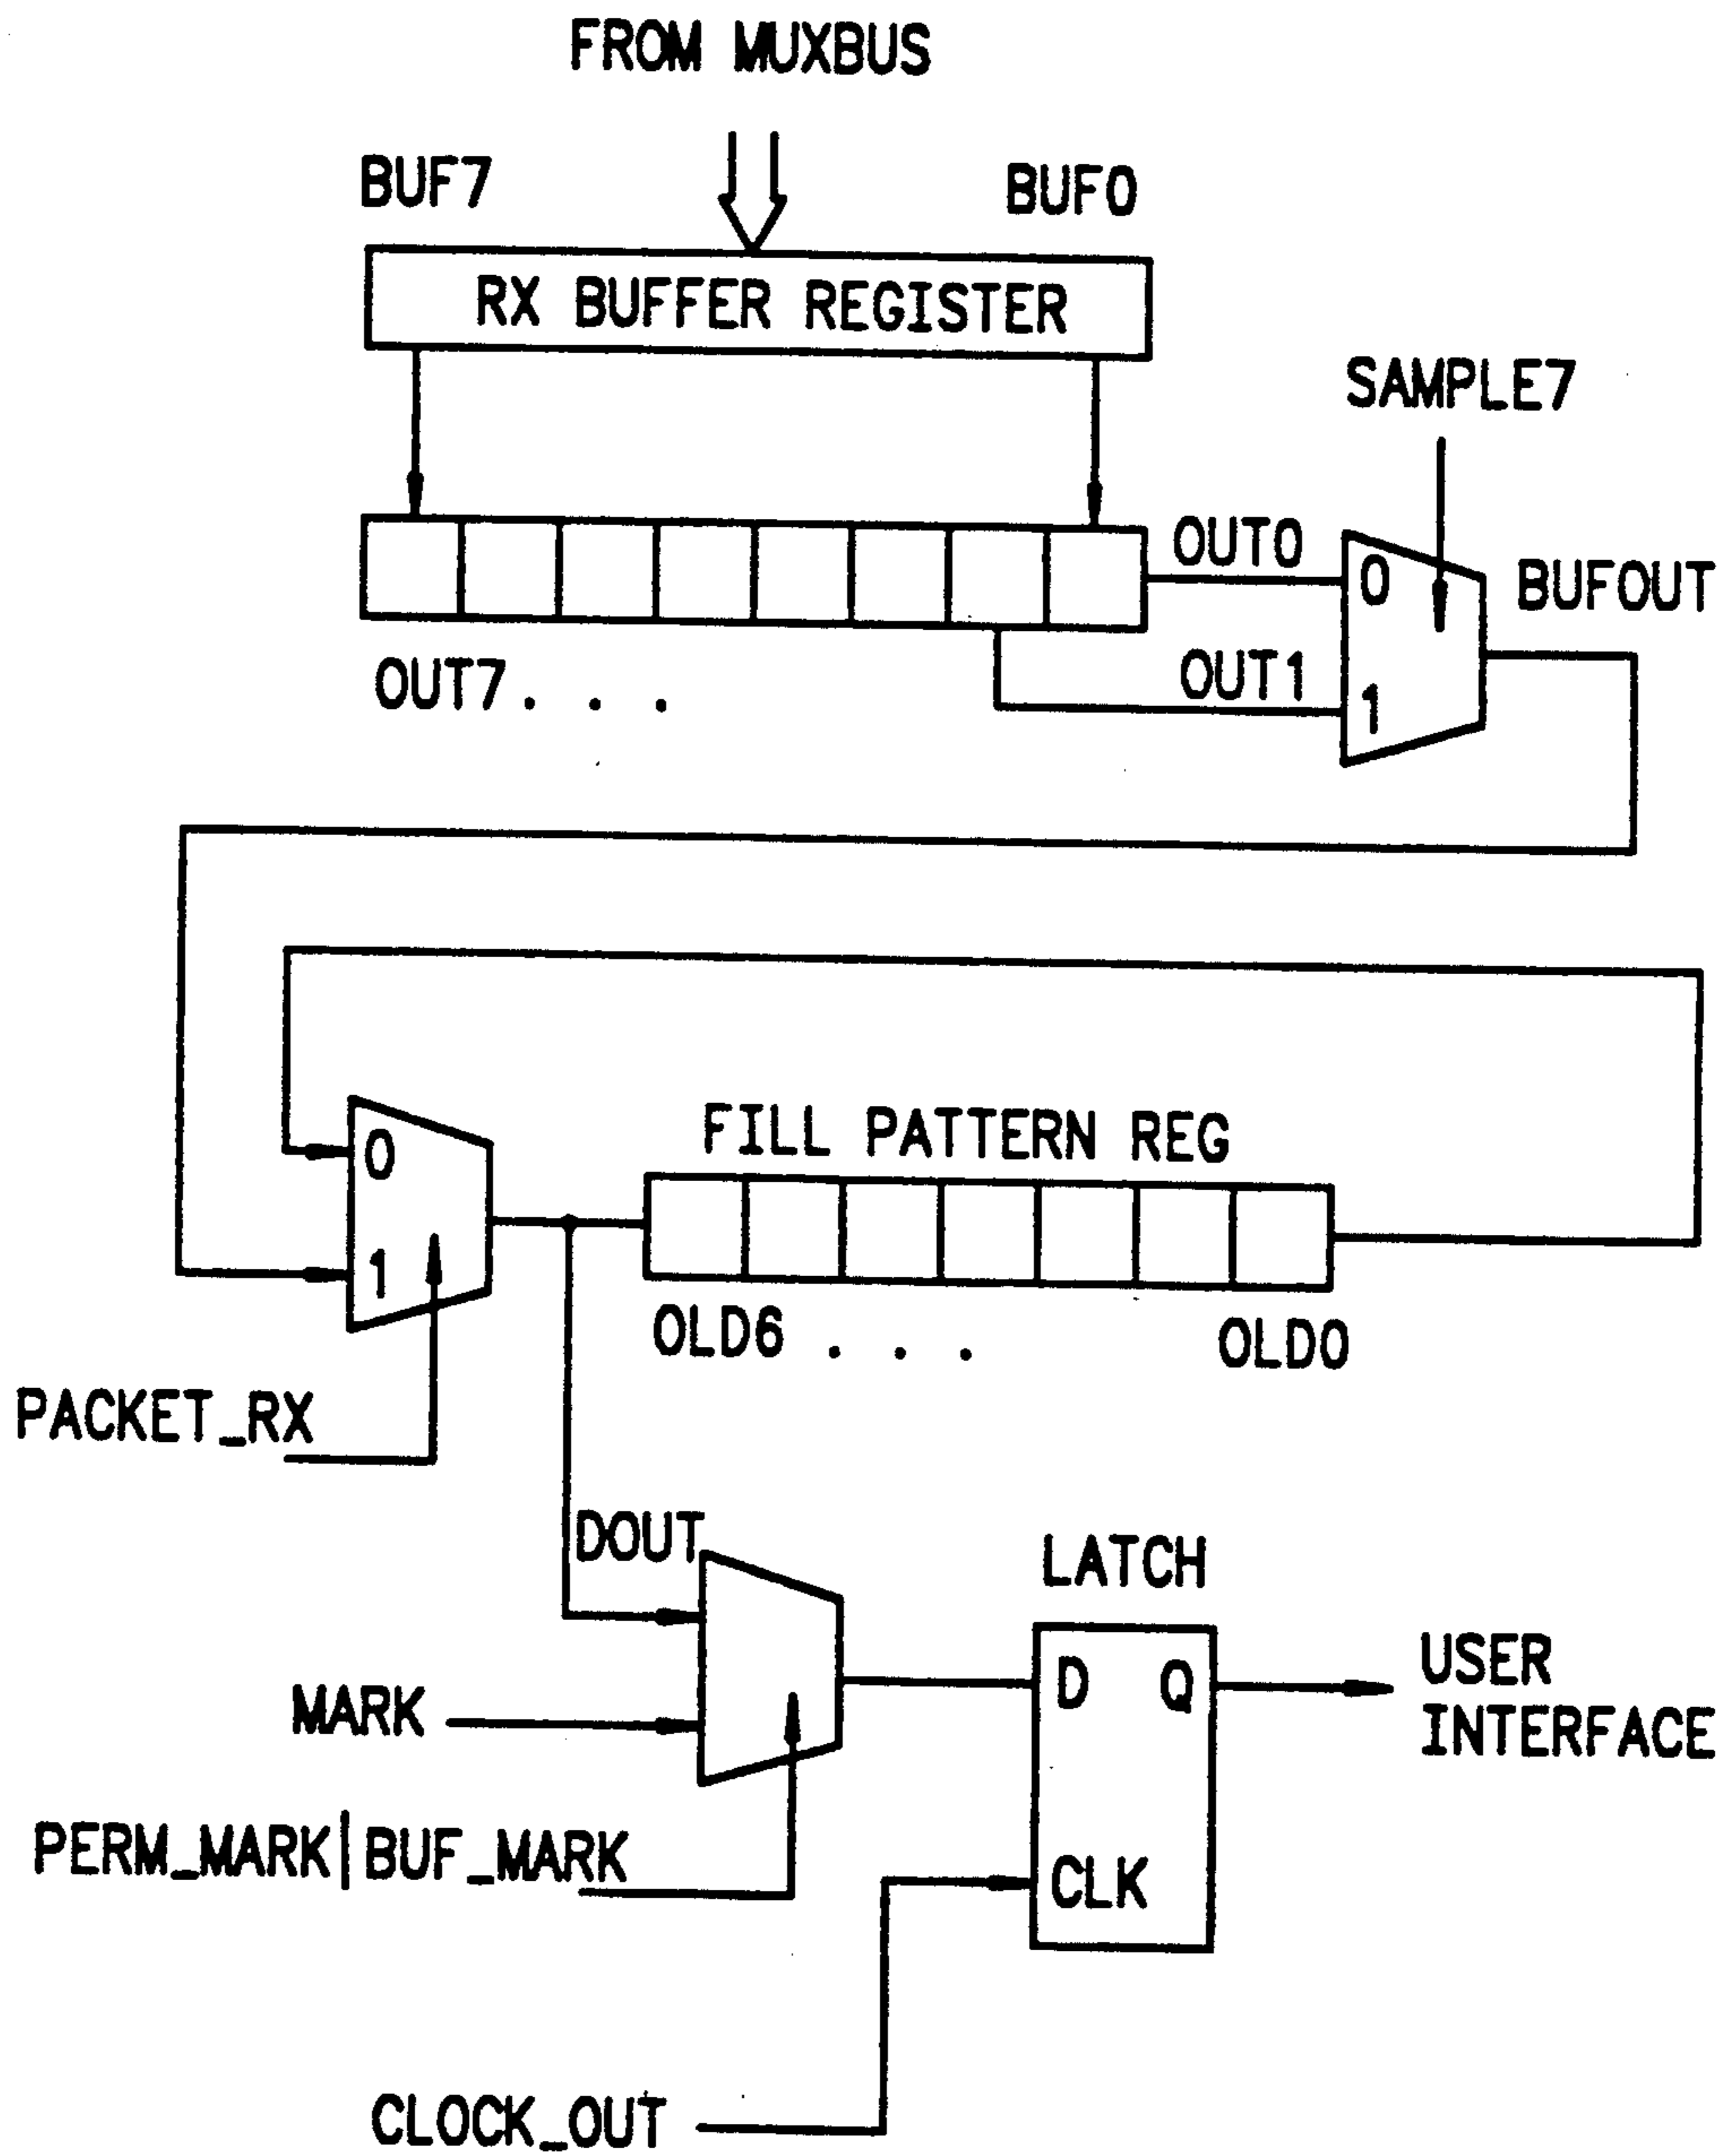 FROM MUXBUS
BUF7
BUF0
RX BUFFER REGISTER
SAMPLE7
OUT0
0
BUFOUT
OUT7 . . .
OUT1
1
FILL PATTERN REG
0
1
OLD6 . . .
OLD0
PACKET_RX
DOUT
LATCH
D Q
USER
INTERFACE
MARK
PERM_MARK|BUF_MARK
CLK
CLOCK_OUT